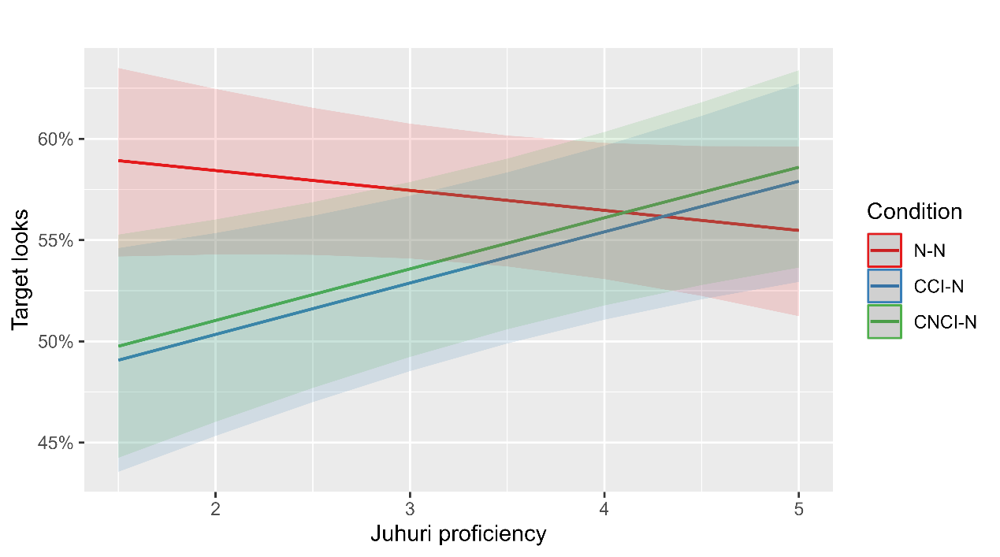 60%
55%
50%
45%
Target looks
2 3 4 5
Juhuri proficiency
Condition
N-N
CCI-N
CNCI-N